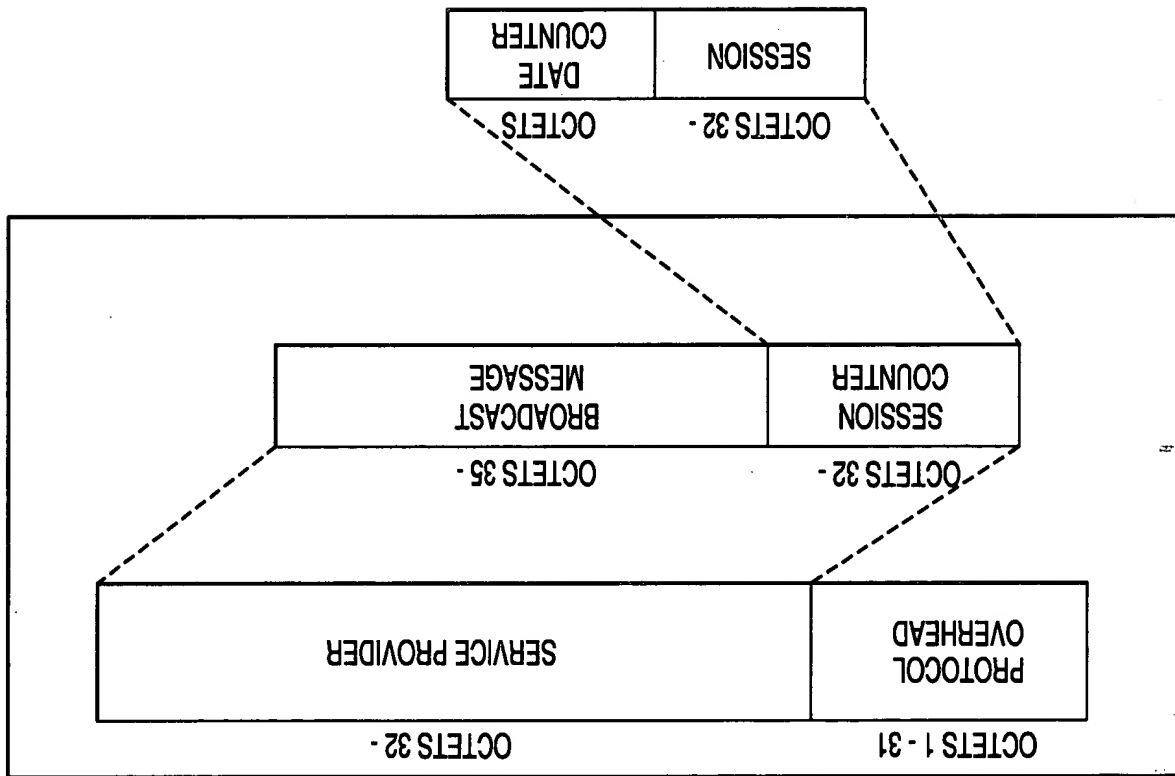 OCTETS 1 - 31
OCTETS 32 -
PROTOCOL
OVERHEAD
SERVICE PROVIDER
OCTETS 32 -
OCTETS 35 -
SESSION
COUNTER
BROADCAST
MESSAGE
OCTETS 32 -
OCTETS
SESSION
DATE
COUNTER